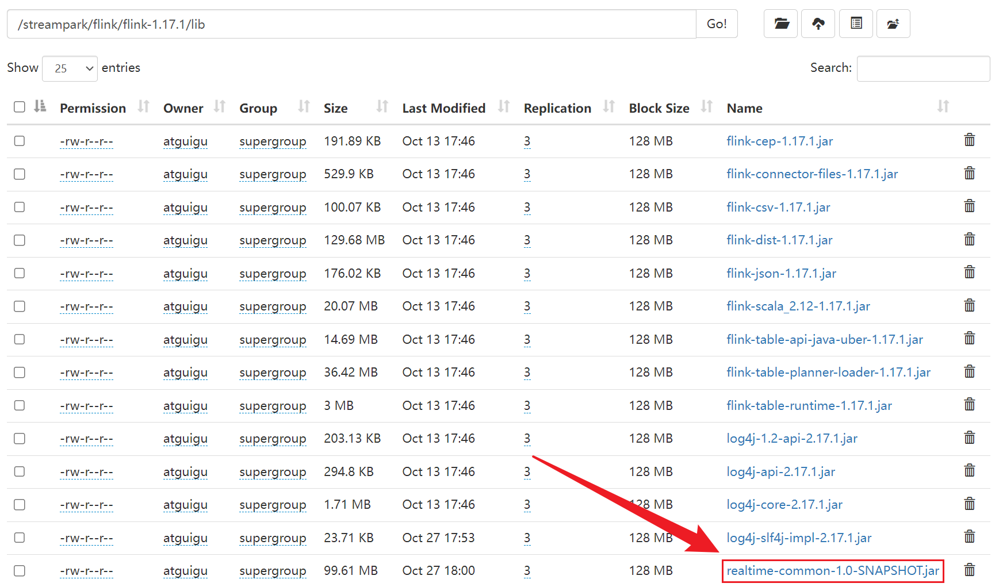 /streampark/flink/flink-1.17.1/lib Go!
Show 25 entries Search:
Permission Owner Group Size Last Modified Replication Block Size Name
-rw-r--r-- atguigu supergroup 191.89 KB Oct 13 17:46 3 128 MB flink-cep-1.17.1.jar
-rw-r--r-- atguigu supergroup 529.9 KB Oct 13 17:46 3 128 MB flink-connector-files-1.17.1.jar
-rw-r--r-- atguigu supergroup 100.07 KB Oct 13 17:46 3 128 MB flink-csv-1.17.1.jar
-rw-r--r-- atguigu supergroup 129.68 MB Oct 13 17:46 3 128 MB flink-dist-1.17.1.jar
-rw-r--r-- atguigu supergroup 176.02 KB Oct 13 17:46 3 128 MB flink-json-1.17.1.jar
-rw-r--r-- atguigu supergroup 20.07 MB Oct 13 17:46 3 128 MB flink-scala_2.12-1.17.1.jar
-rw-r--r-- atguigu supergroup 14.69 MB Oct 13 17:46 3 128 MB flink-table-api-java-uber-1.17.1.jar
-rw-r--r-- atguigu supergroup 36.42 MB Oct 13 17:46 3 128 MB flink-table-planner-loader-1.17.1.jar
-rw-r--r-- atguigu supergroup 3 MB Oct 13 17:46 3 128 MB flink-table-runtime-1.17.1.jar
-rw-r--r-- atguigu supergroup 203.13 KB Oct 13 17:46 3 128 MB log4j-1.2-api-2.17.1.jar
-rw-r--r-- atguigu supergroup 294.8 KB Oct 13 17:46 3 128 MB log4j-api-2.17.1.jar
-rw-r--r-- atguigu supergroup 1.71 MB Oct 13 17:46 3 128 MB log4j-core-2.17.1.jar
-rw-r--r-- atguigu supergroup 23.71 KB Oct 27 17:53 3 128 MB log4j-slf4j-impl-2.17.1.jar
-rw-r--r-- atguigu supergroup 99.61 MB Oct 27 18:00 3 128 MB realtime-common-1.0-SNAPSHOT.jar